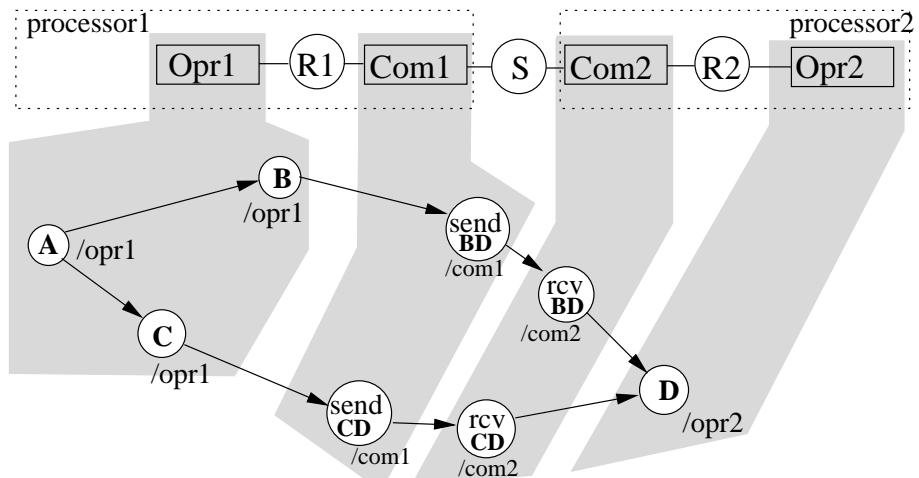 processor1
processor2
Opr1
R1
Com1
S
Com2
R2
Opr2
B
/opr1
A
/opr1
send
BD
/com1
rcv
BD
/com2
C
/opr1
D
/opr2
send
CD
/com1
rcv
CD
/com2